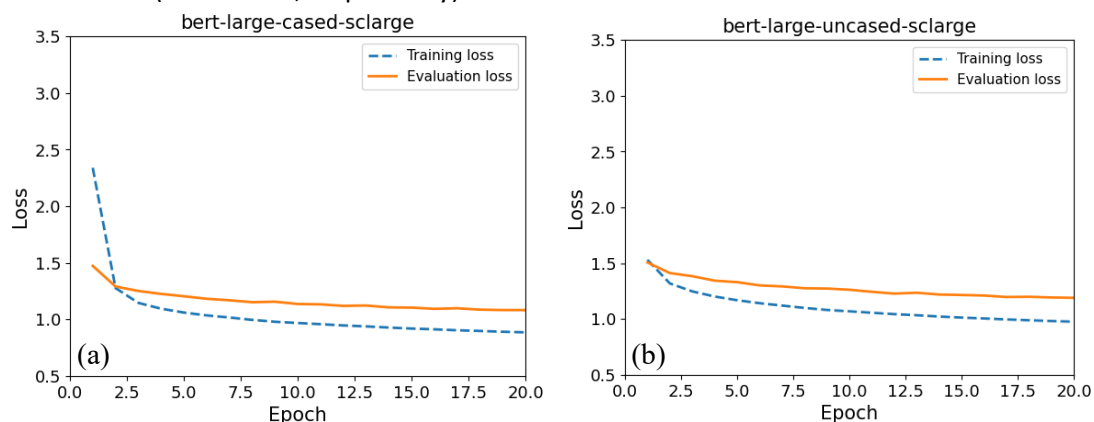 bert-large-cased-sclarge
3.5
3.0
2.5
2.0
1.5
1.0
0.5
Loss
Training loss
Evaluation loss
(a)
0.0 2.5 5.0 7.5 10.0 12.5 15.0 17.5 20.0
Epoch
bert-large-uncased-sclarge
3.5
3.0
2.5
2.0
1.5
1.0
0.5
Loss
Training loss
Evaluation loss
(b)
0.0 2.5 5.0 7.5 10.0 12.5 15.0 17.5 20.0
Epoch